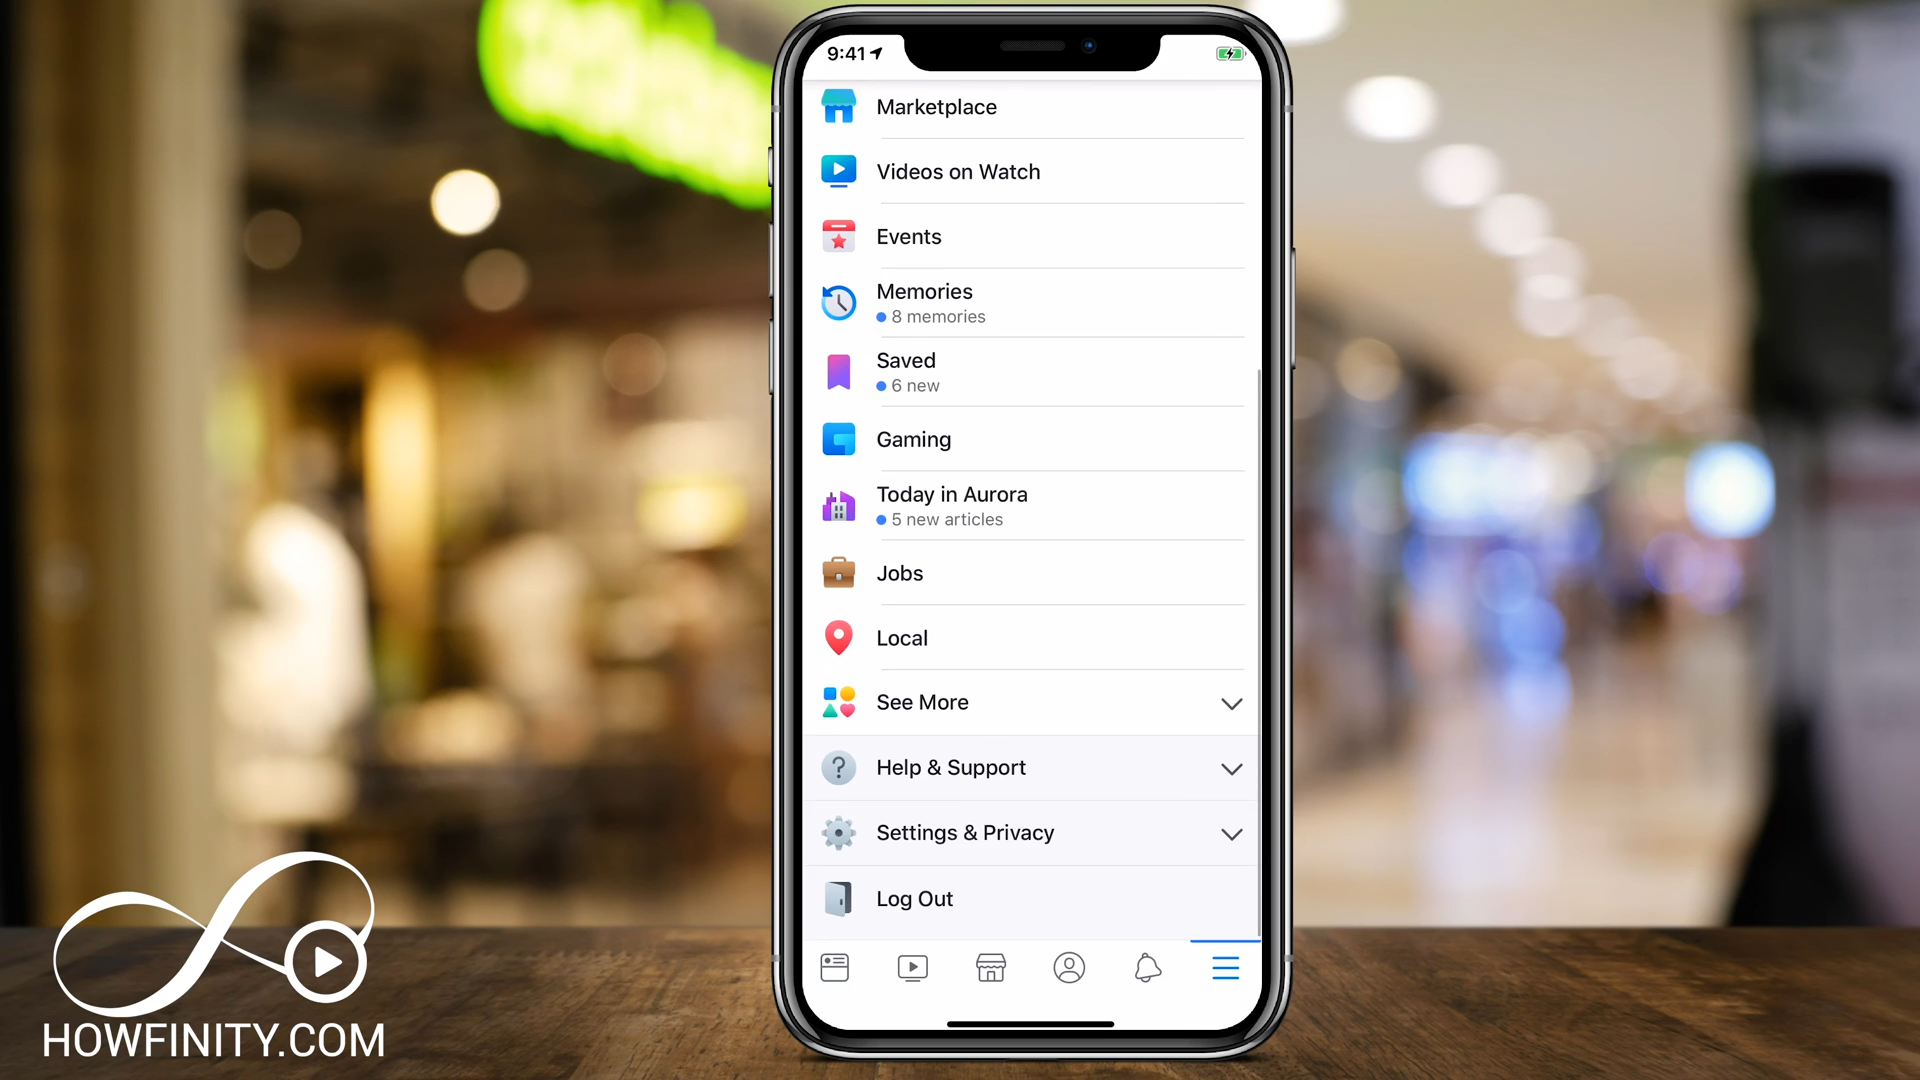 9:41
Marketplace
Videos on Watch
Events
Memories
8 memories
Saved
6 new
Gaming
Today in Aurora
5 new articles
Jobs
Local
See More
Help & Support
Settings & Privacy
Log Out
HOWFINITY.COM